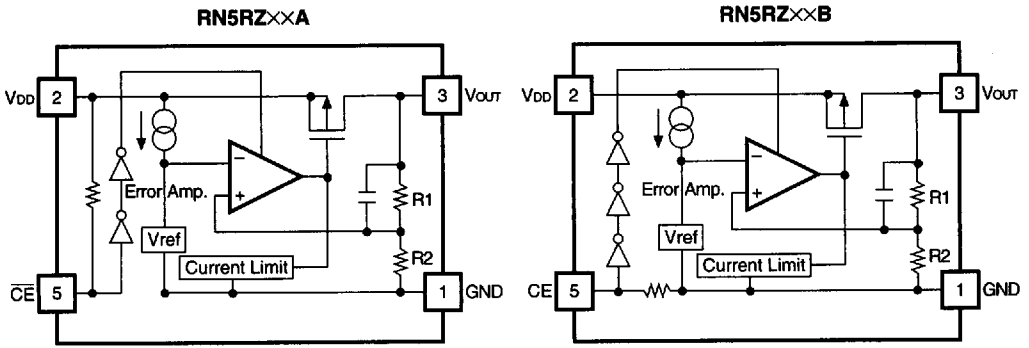 RN5RZ××A
VDD 2
3 VOUT
−
+
Error Amp.
R1
Vref
R2
Current Limit
C̅E̅ 5
1 GND
RN5RZ××B
VDD 2
3 VOUT
−
+
Error Amp.
R1
Vref
R2
Current Limit
CE 5
1 GND